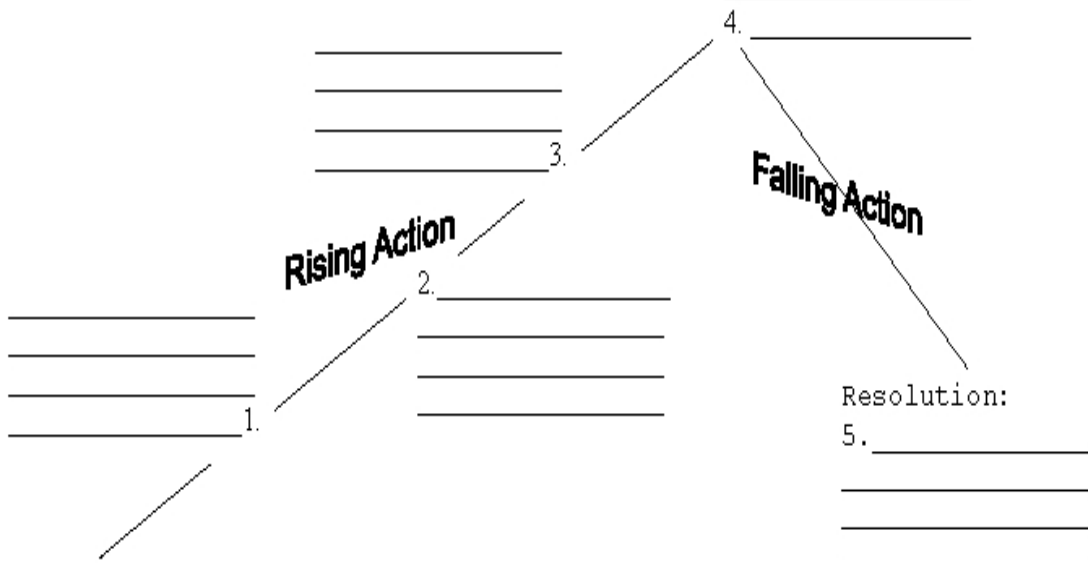 4.
3.
Falling Action
Rising Action
2.
1.
Resolution:
5.